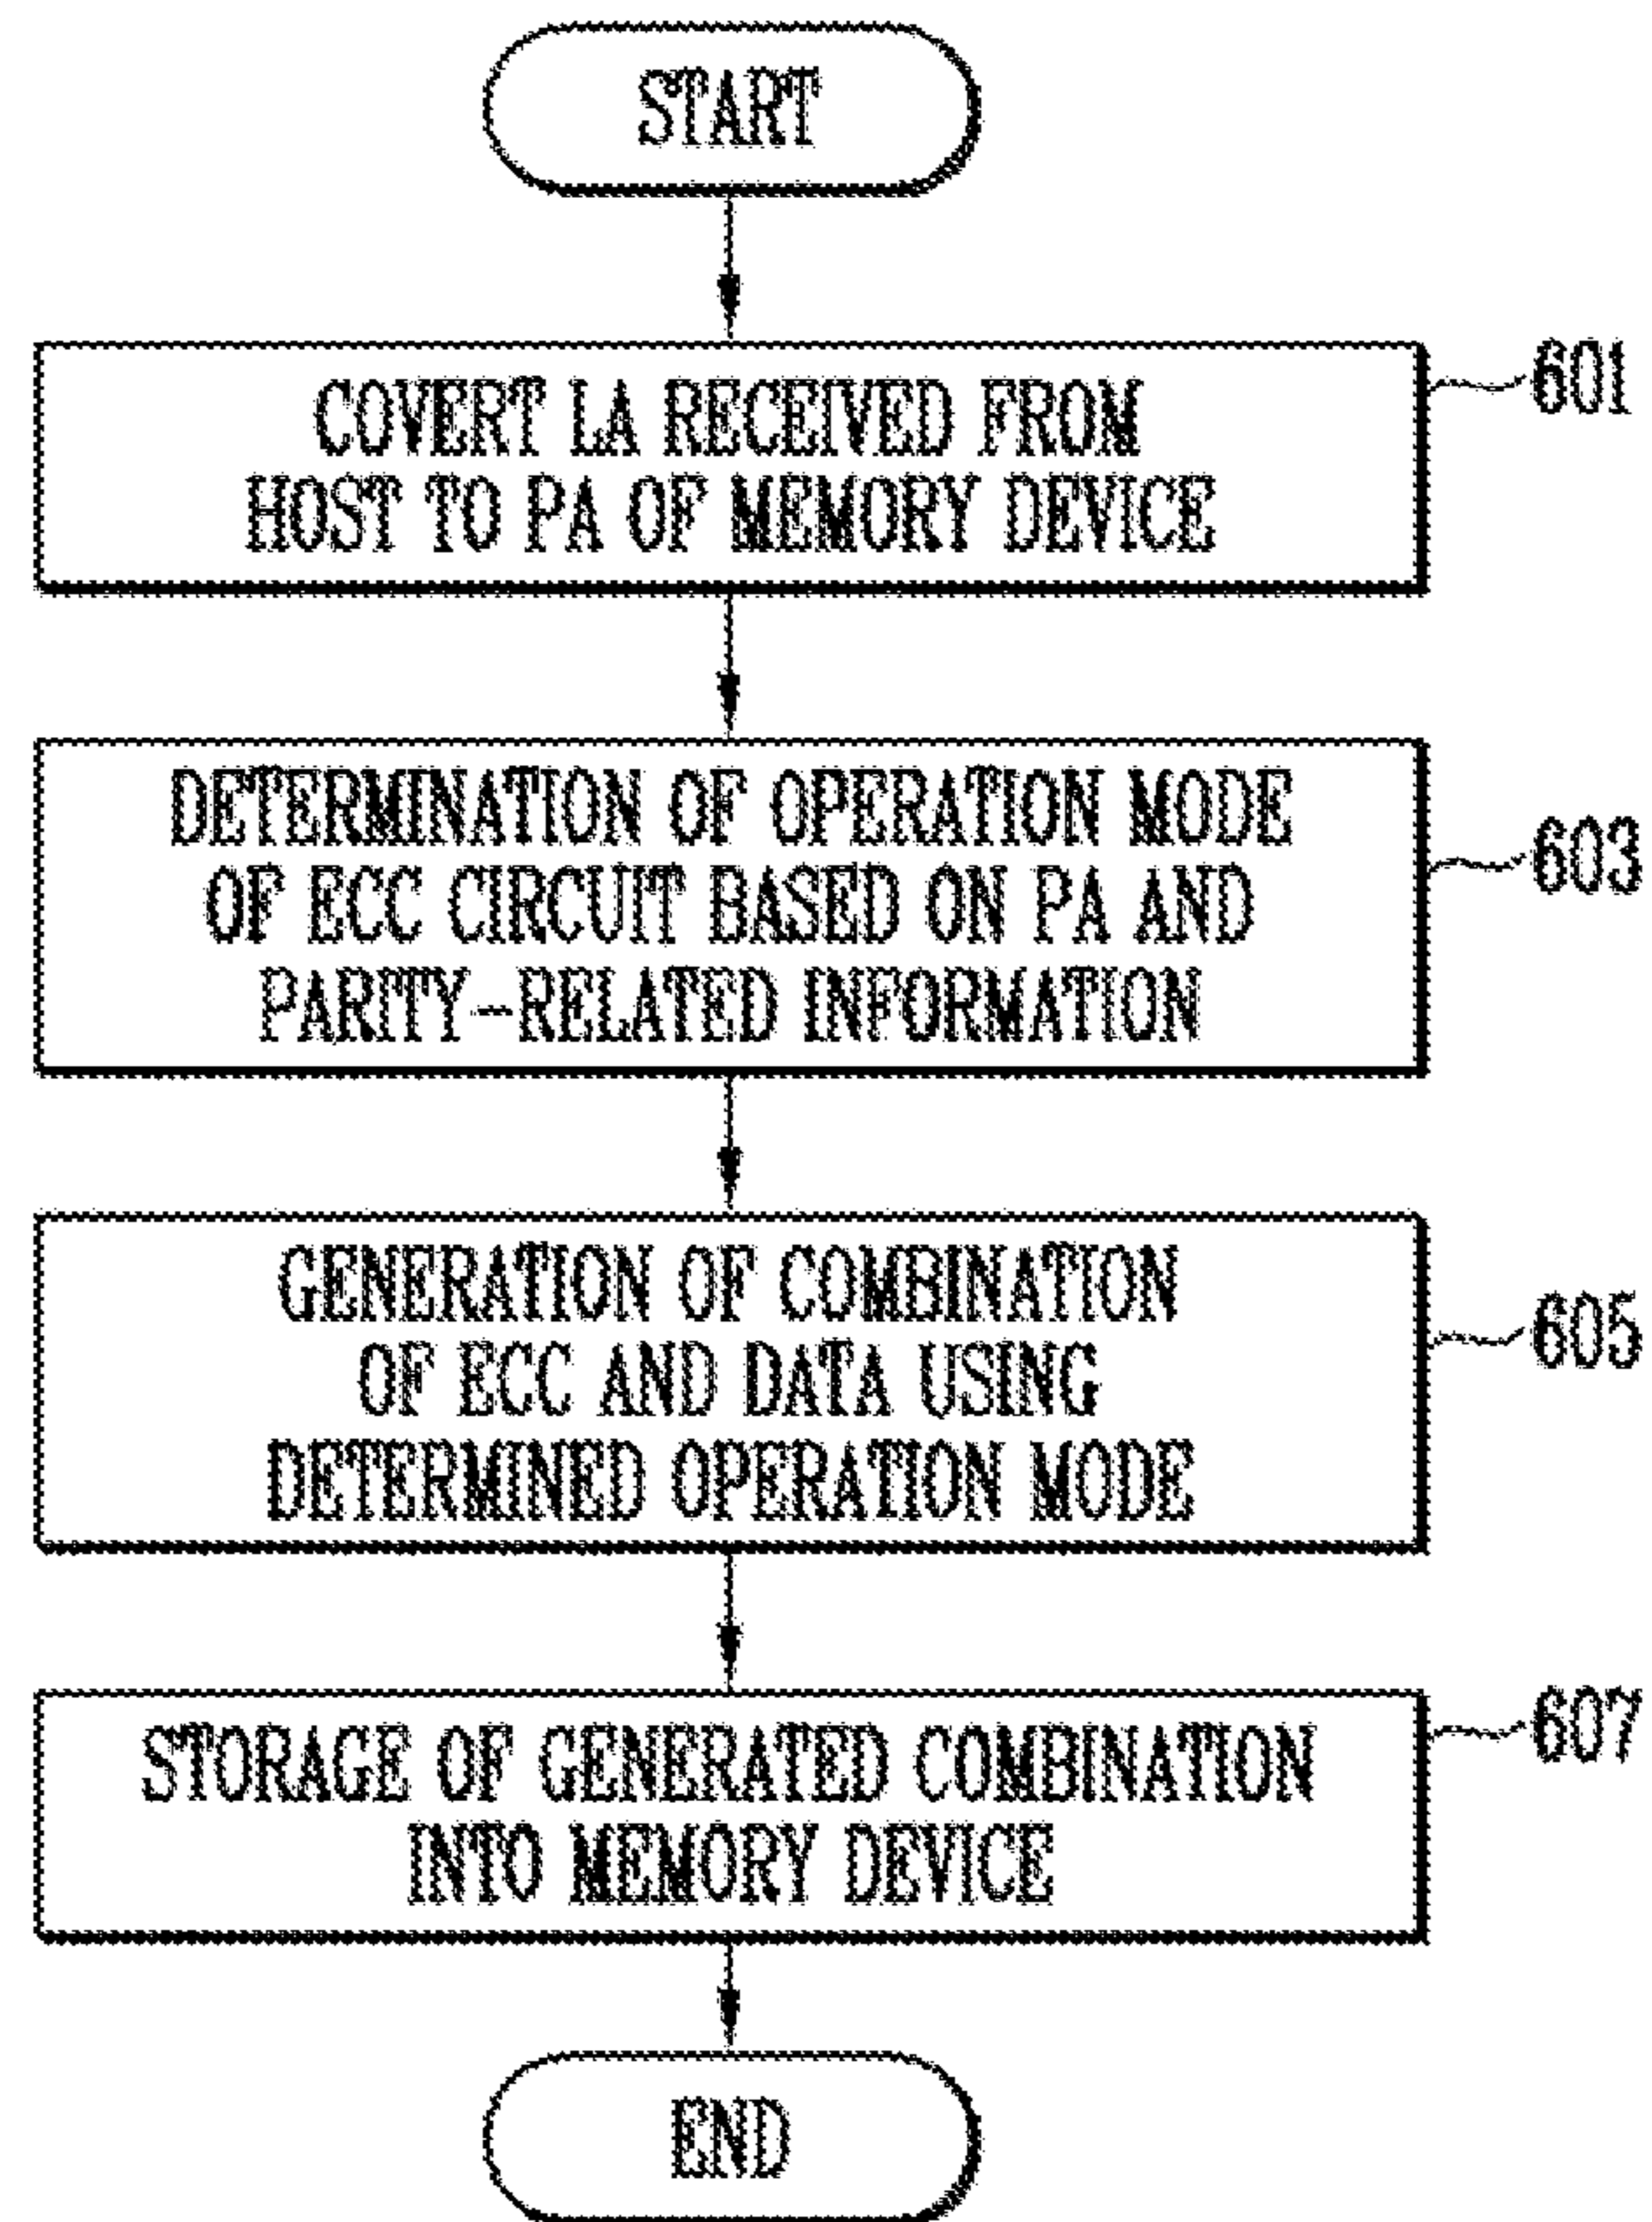 START
COVERT LA RECEIVED FROM
HOST TO PA OF MEMORY DEVICE
601
DETERMINATION OF OPERATION MODE
OF ECC CIRCUIT BASED ON PA AND
PARITY-RELATED INFORMATION
603
GENERATION OF COMBINATION
OF ECC AND DATA USING
DETERMINED OPERATION MODE
605
STORAGE OF GENERATED COMBINATION
INTO MEMORY DEVICE
607
END